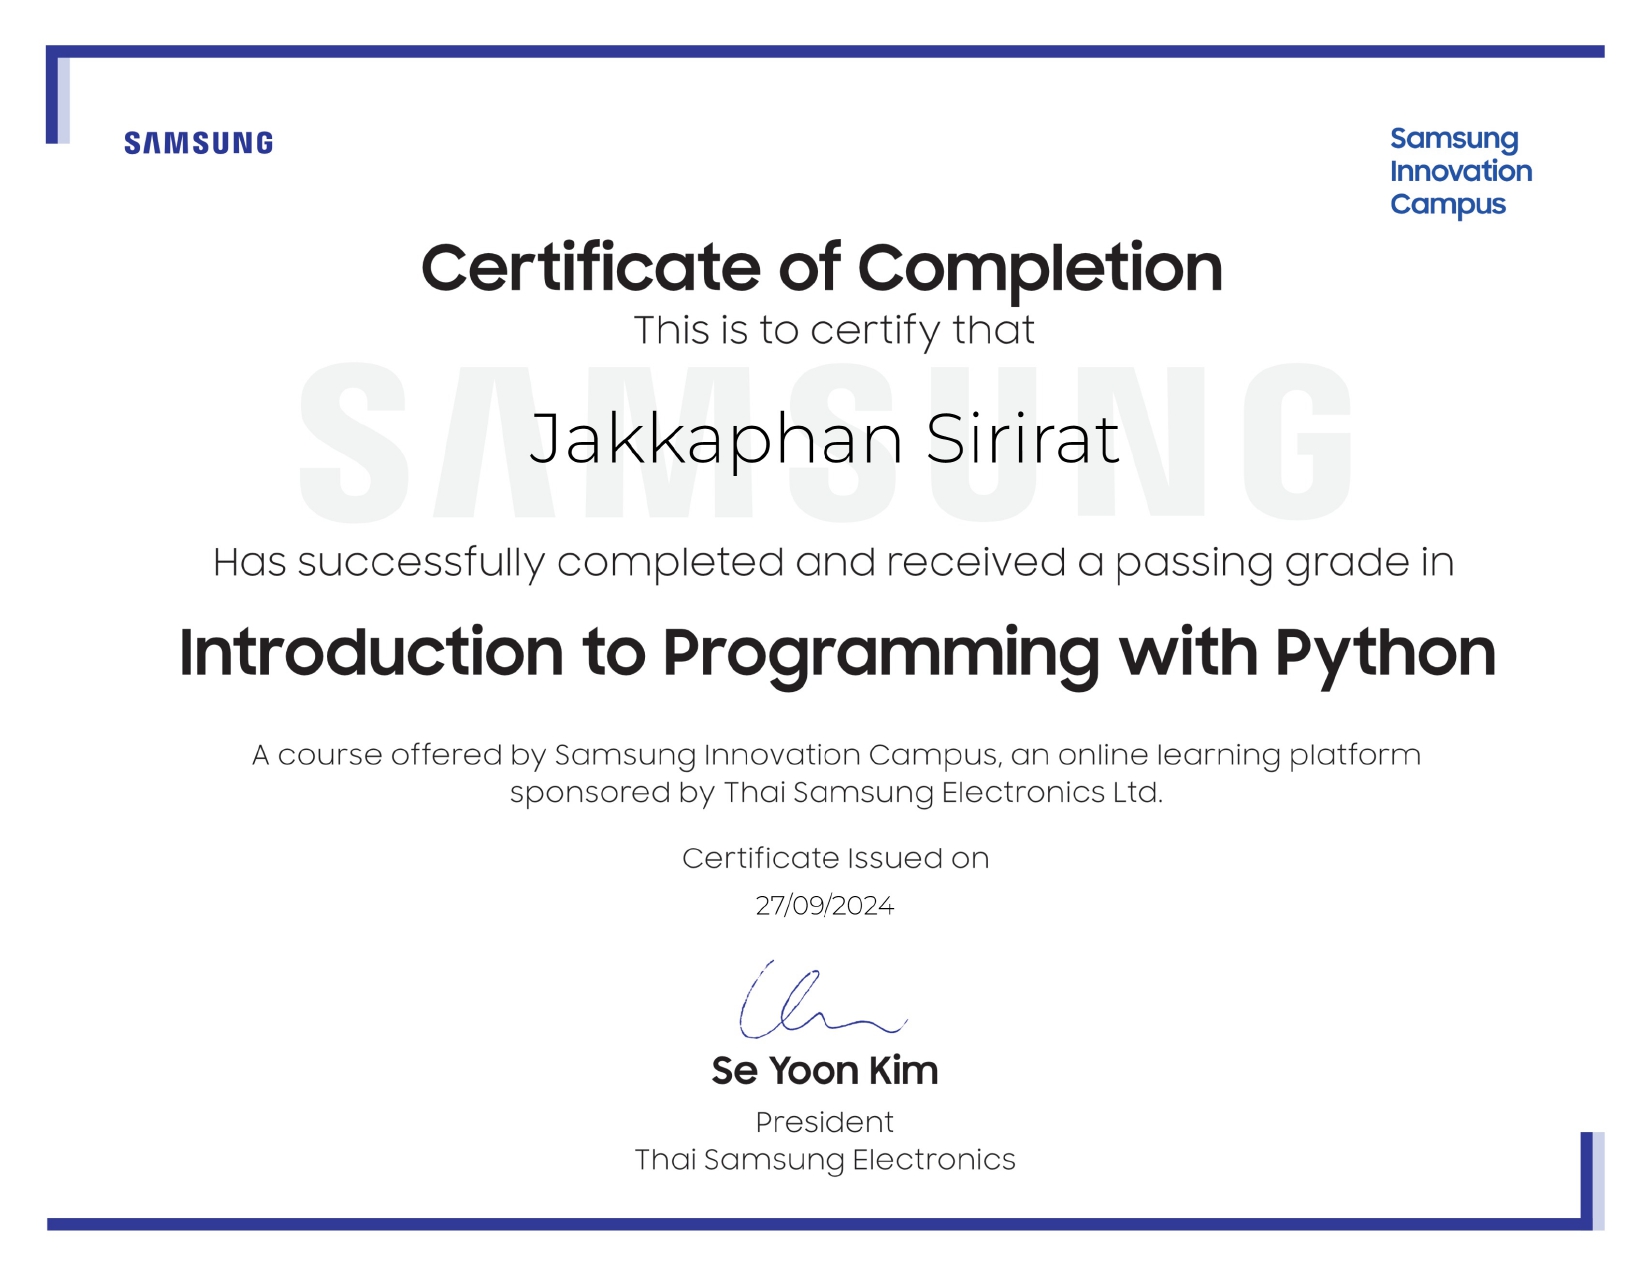 SAMSUNG
Samsung
Innovation
Campus
Certificate of Completion
This is to certify that
SAMSUNG
Jakkaphan Sirirat
Has successfully completed and received a passing grade in
Introduction to Programming with Python
A course offered by Samsung Innovation Campus, an online learning platform
sponsored by Thai Samsung Electronics Ltd.
Certificate Issued on
27/09/2024
Se Yoon Kim
President
Thai Samsung Electronics